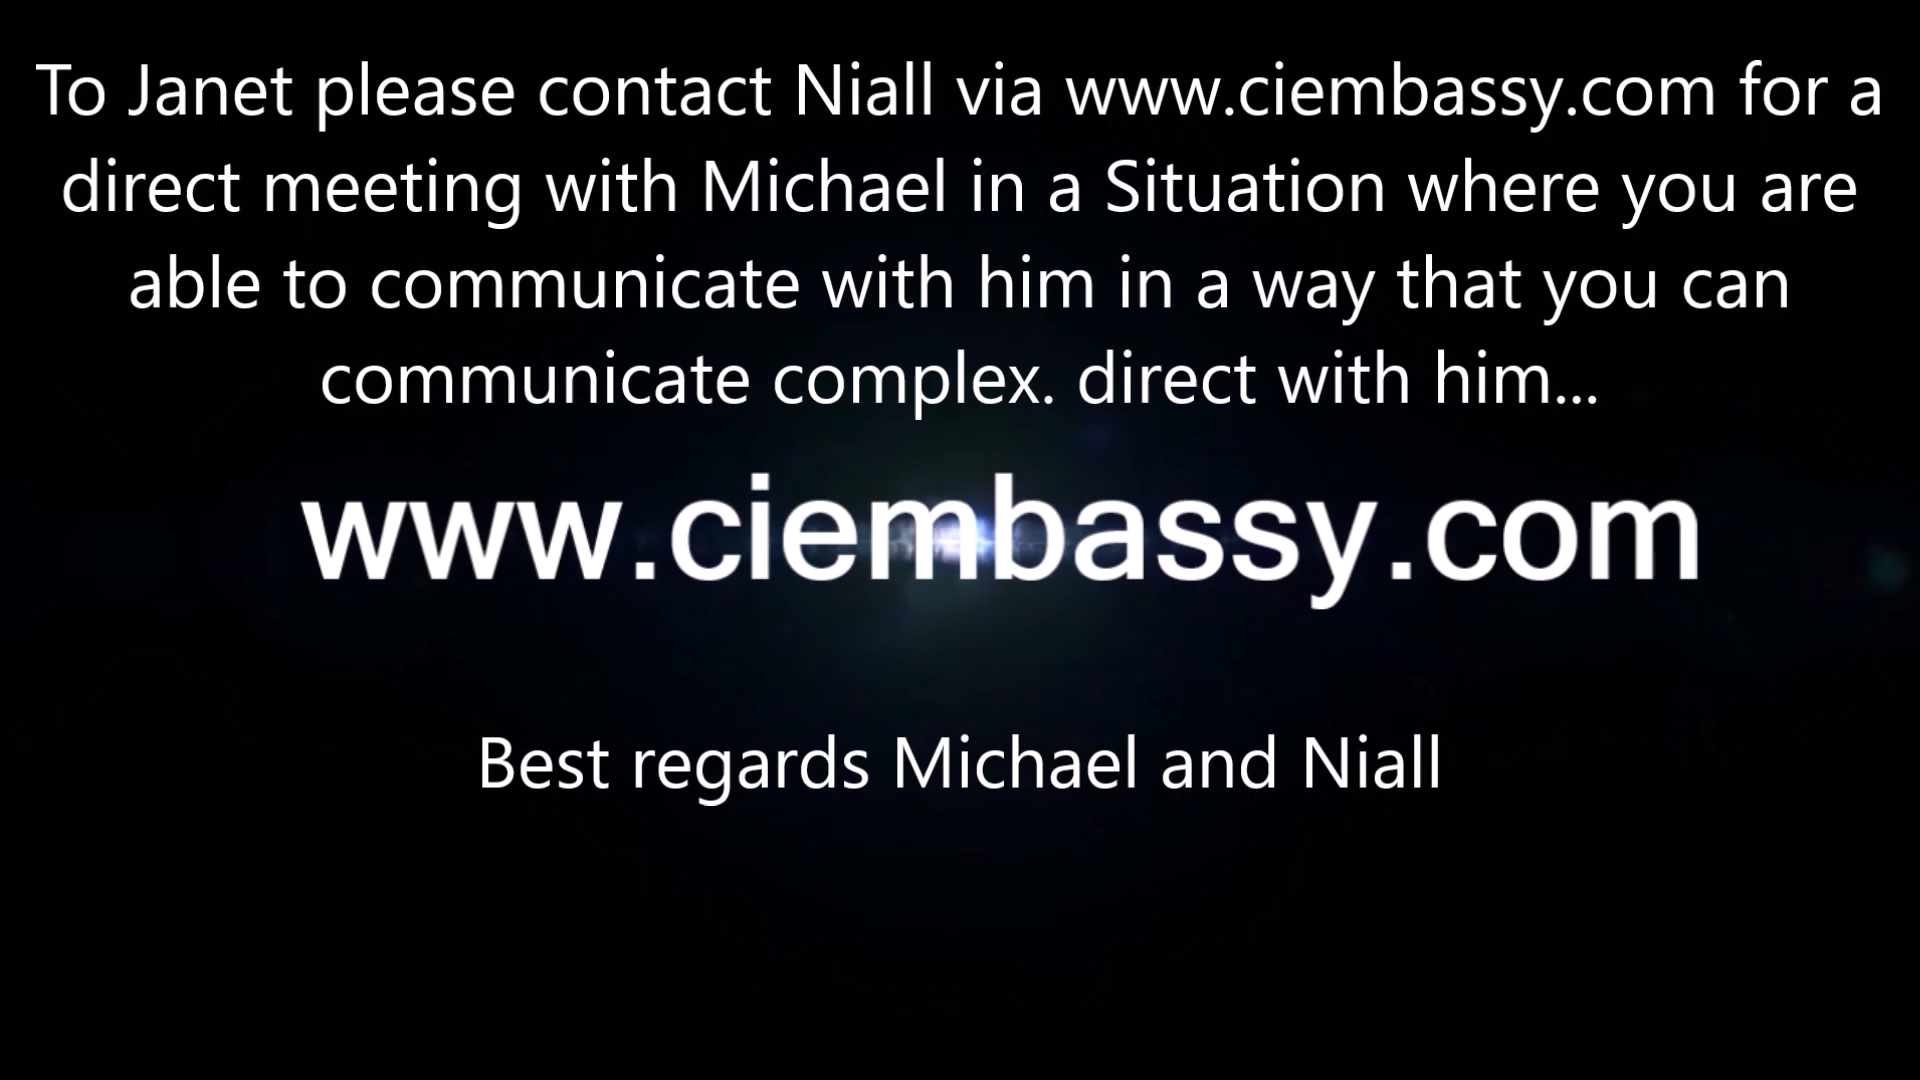 To Janet please contact Niall via www.ciembassy.com for a
direct meeting with Michael in a Situation where you are
able to communicate with him in a way that you can
communicate complex. direct with him...
www.ciembassy.com
Best regards Michael and Niall